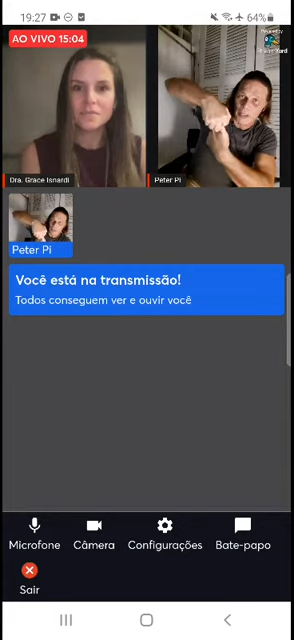 19:27
64%
AO VIVO 15:04
Dra. Grace Isnardi
Peter Pi
Peter Pi
Você está na transmissão!
Todos conseguem ver e ouvir você
Microfone
Câmera
Configurações
Bate-papo
Sair